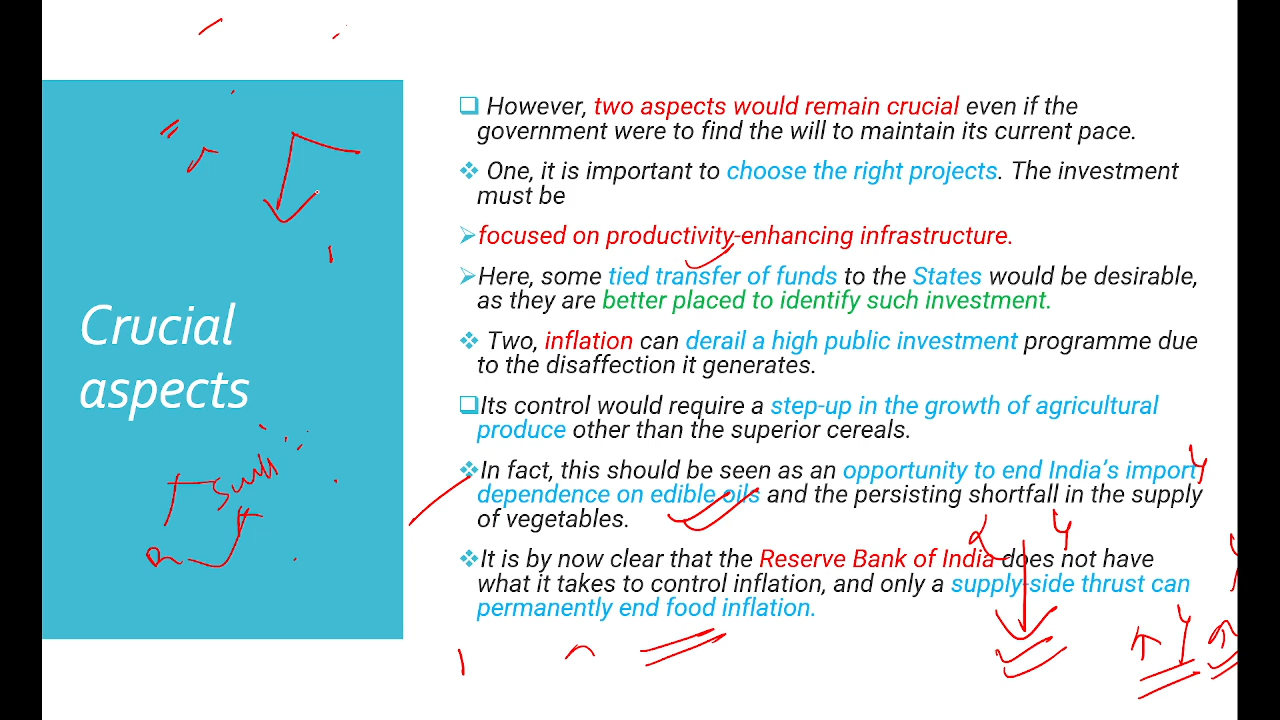 Crucial
aspects
However, two aspects would remain crucial even if the
government were to find the will to maintain its current pace.
One, it is important to choose the right projects. The investment
must be
focused on productivity-enhancing infrastructure.
Here, some tied transfer of funds to the States would be desirable,
as they are better placed to identify such investment.
Two, inflation can derail a high public investment programme due
to the disaffection it generates.
Its control would require a step-up in the growth of agricultural
produce other than the superior cereals.
In fact, this should be seen as an opportunity to end India's import
dependence on edible oils and the persisting shortfall in the supply
of vegetables.
It is by now clear that the Reserve Bank of India does not have
what it takes to control inflation, and only a supply-side thrust can
permanently end food inflation.